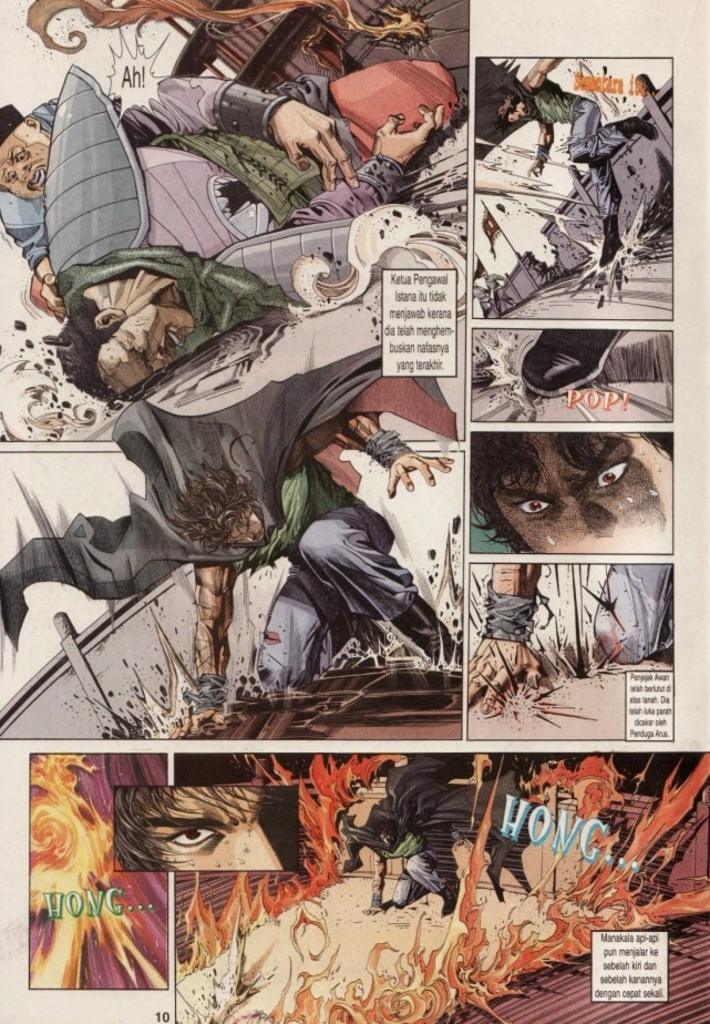 Ah!
Ketua Pengawal
Istana itu tidak
menjawab kerana
dia telah menghem-
buskan nafasnya
yang terakhir.
POP!
Penjejak Awan
telah berlutut di
atas tanah. Dia
telah luka parah
dicakar oleh
Penduga Arus.
HONG...
HONG...
Manakala api-api
pun menjalar ke
sebelah kiri dan
sebelah kanannya
dengan cepat sekali.
10